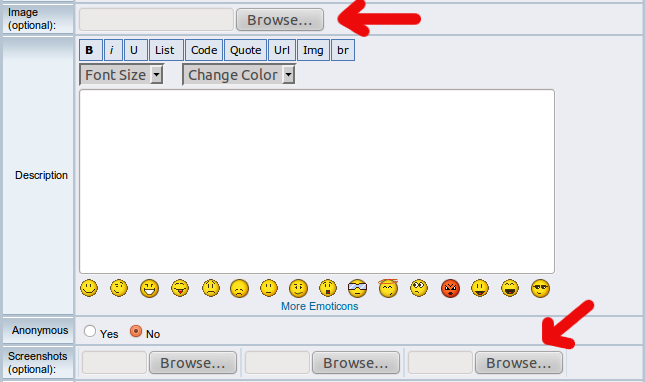 Image
(optional):
Browse...
B i U List Code Quote Url Img br
Font Size Change Color
Description
More Emoticons
Anonymous
Yes No
Screenshots
(optional):
Browse... Browse... Browse...